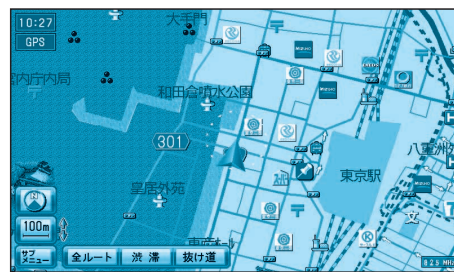 10:27
GPS
大手門
宮内庁内局
和田倉噴水公園
301
八重洲
東京駅
皇居外苑
100m
サブ
メニュー
全ルート
渋滞
抜け道